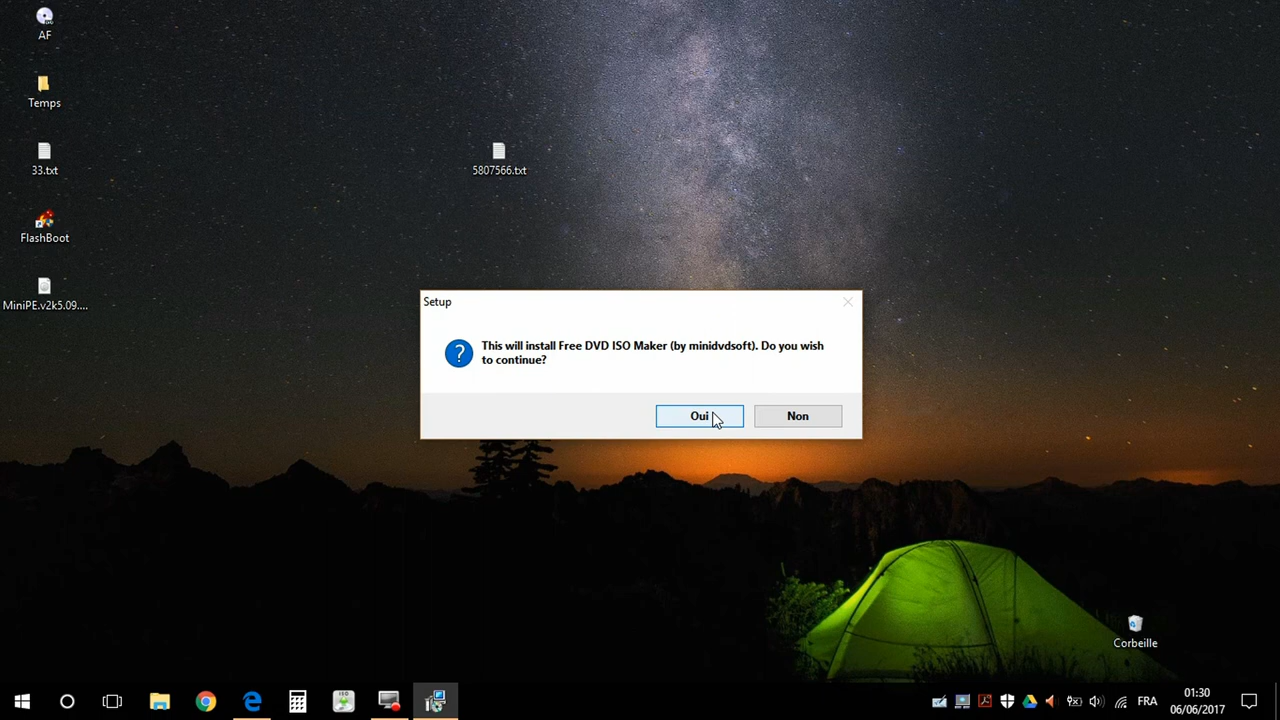 AF
Temps
33.txt
5807566.txt
FlashBoot
MiniPE.v2k5.09....
Setup
This will install Free DVD ISO Maker (by minidvdsoft). Do you wish
to continue?
Oui
Non
Corbeille
ISO
FRA
01:30
06/06/2017